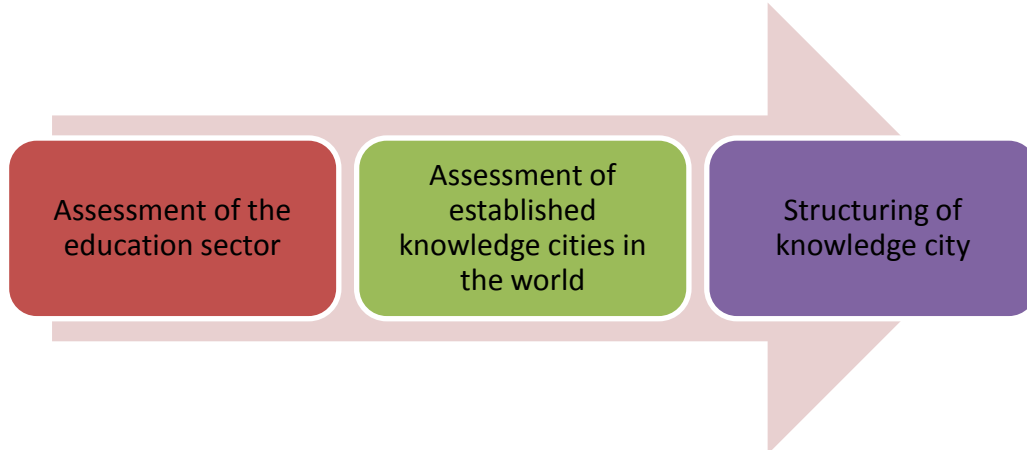 Assessment of the
education sector
Assessment of
established
knowledge cities in
the world
Structuring of
knowledge city